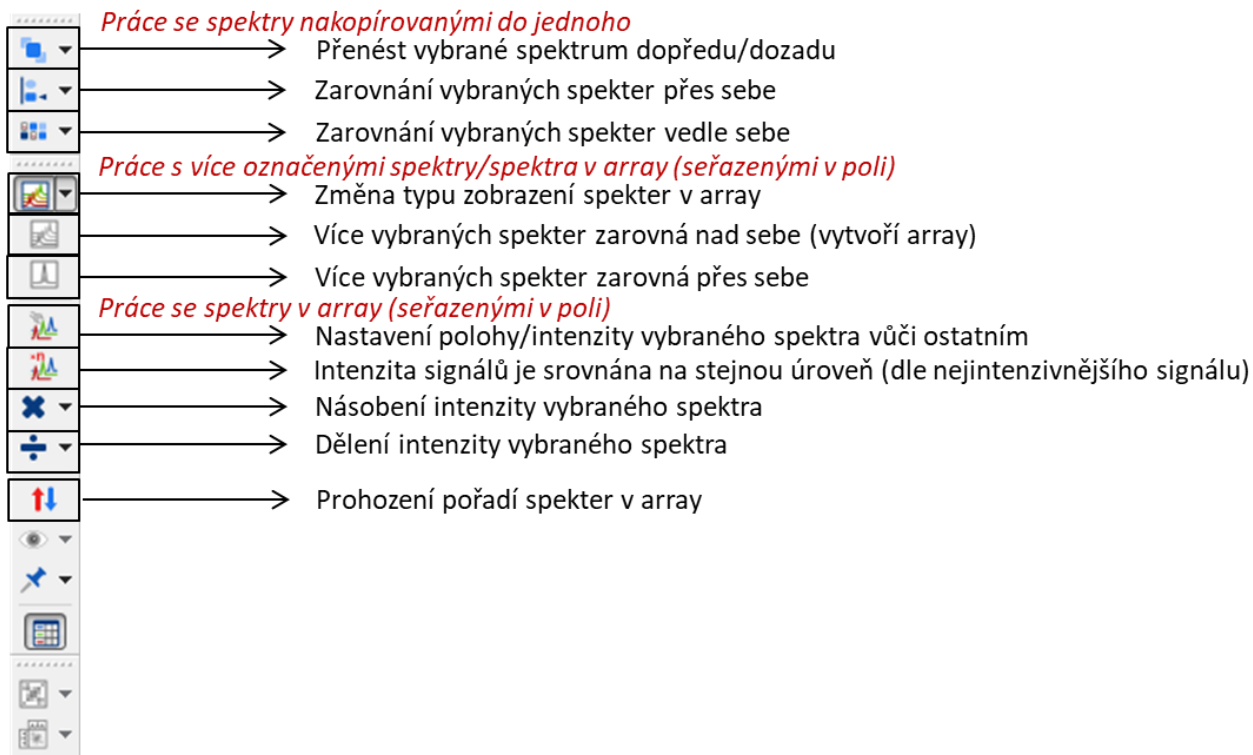 Práce se spektry nakopírovanými do jednoho
Přenést vybrané spektrum dopředu/dozadu
Zarovnání vybraných spekter přes sebe
Zarovnání vybraných spekter vedle sebe
Práce s více označenými spektry/spektra v array (seřazenými v poli)
Změna typu zobrazení spekter v array
Více vybraných spekter zarovná nad sebe (vytvoří array)
Více vybraných spekter zarovná přes sebe
Práce se spektry v array (seřazenými v poli)
Nastavení polohy/intenzity vybraného spektra vůči ostatním
Intenzita signálů je srovnána na stejnou úroveň (dle nejintenzivnějšího signálu)
Násobení intenzity vybraného spektra
Dělení intenzity vybraného spektra
Prohození pořadí spekter v array